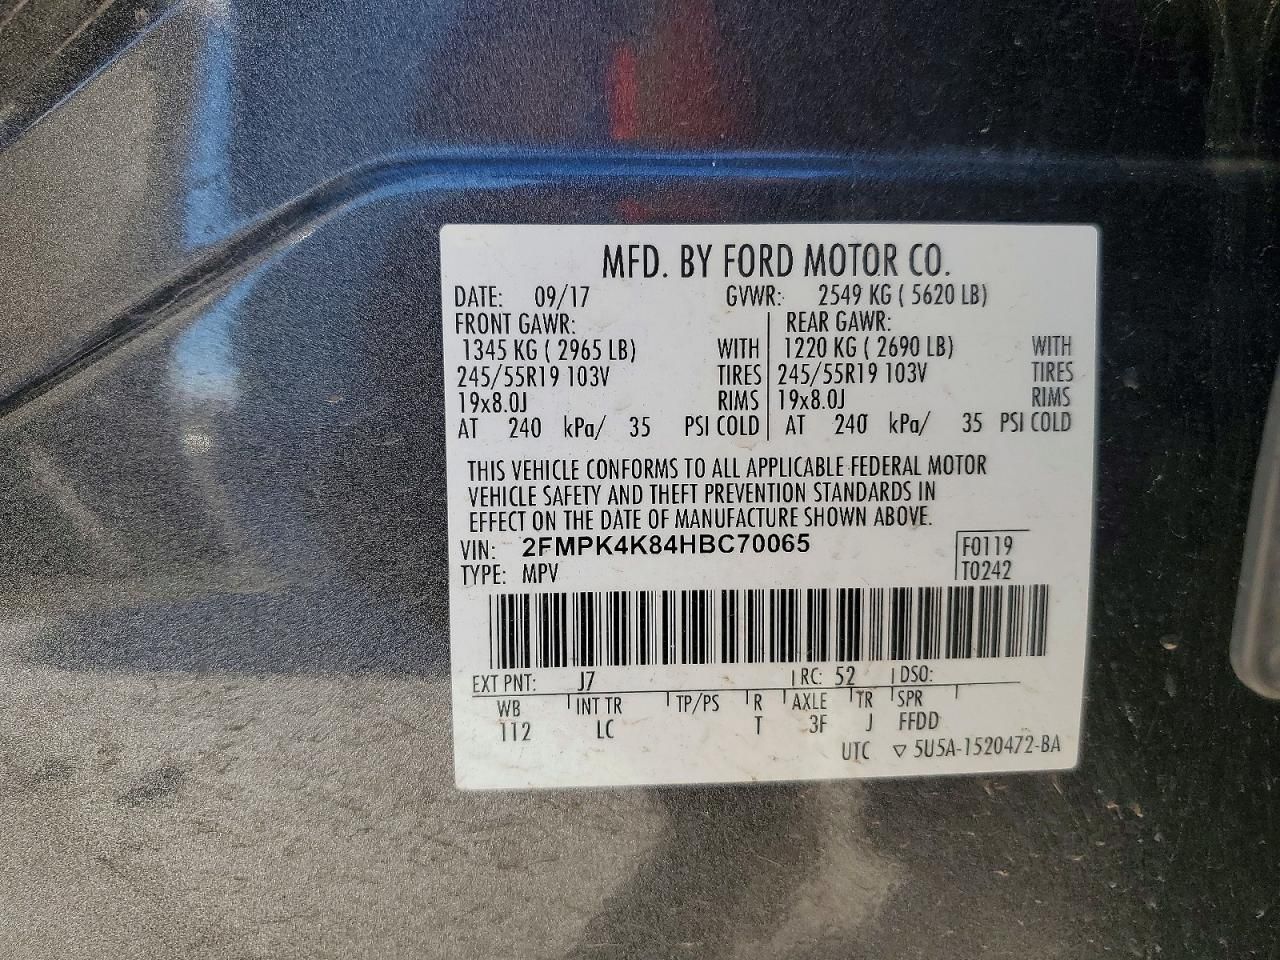 MFD. BY FORD MOTOR CO.
DATE: 09/17 GVWR: 2549 KG ( 5620 LB)
FRONT GAWR: REAR GAWR:
1345 KG ( 2965 LB) WITH 1220 KG ( 2690 LB) WITH
245/55R19 103V TIRES 245/55R19 103V TIRES
19x8.0J RIMS 19x8.0J RIMS
AT 240 kPa/ 35 PSI COLD AT 240 kPa/ 35 PSI COLD
THIS VEHICLE CONFORMS TO ALL APPLICABLE FEDERAL MOTOR
VEHICLE SAFETY AND THEFT PREVENTION STANDARDS IN
EFFECT ON THE DATE OF MANUFACTURE SHOWN ABOVE.
VIN: 2FMPK4K84HBC70065 F0119
TYPE: MPV T0242
EXT PNT: J7 RC: 52 DSO:
WB INT TR TP/PS R AXLE TR SPR
112 LC T 3F J FFDD
UTC ▽ 5U5A-1520472-BA